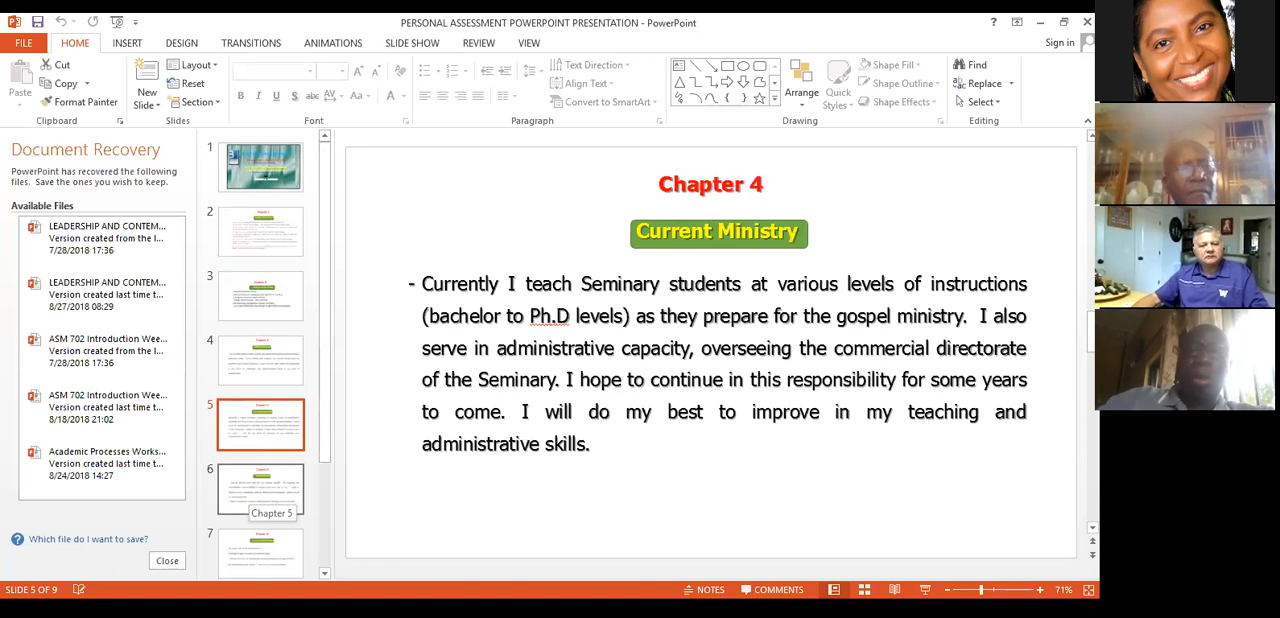 PERSONAL ASSESSMENT POWERPOINT PRESENTATION - PowerPoint
?
Sign in
FILE HOME INSERT DESIGN TRANSITIONS ANIMATIONS SLIDE SHOW REVIEW VIEW
Paste
Cut
Copy
Format Painter
Clipboard
New Slide
Layout
Reset
Section
Slides
B I U S abc AV Aa A
Font
Text Direction
Align Text
Convert to SmartArt
Paragraph
Arrange
Quick Styles
Shape Fill
Shape Outline
Shape Effects
Drawing
Find
Replace
Select
Editing
Document Recovery
PowerPoint has recovered the following
files. Save the ones you wish to keep.
Available Files
LEADERSHIP AND CONTEM...
Version created from the l...
7/28/2018 17:36
LEADERSHIP AND CONTEM...
Version created last time t...
8/27/2018 08:29
ASM 702 Introduction Wee...
Version created from the l...
7/28/2018 17:36
ASM 702 Introduction Wee...
Version created last time t...
8/18/2018 21:02
Academic Processes Works...
Version created last time t...
8/24/2018 14:27
Which file do I want to save?
Close
1
2
3
4
5
6
Chapter 5
7
Chapter 4
Current Ministry
- Currently I teach Seminary students at various levels of instructions
(bachelor to Ph.D levels) as they prepare for the gospel ministry. I also
serve in administrative capacity, overseeing the commercial directorate
of the Seminary. I hope to continue in this responsibility for some years
to come. I will do my best to improve in my teaching and
administrative skills.
SLIDE 5 OF 9
NOTES COMMENTS 71%